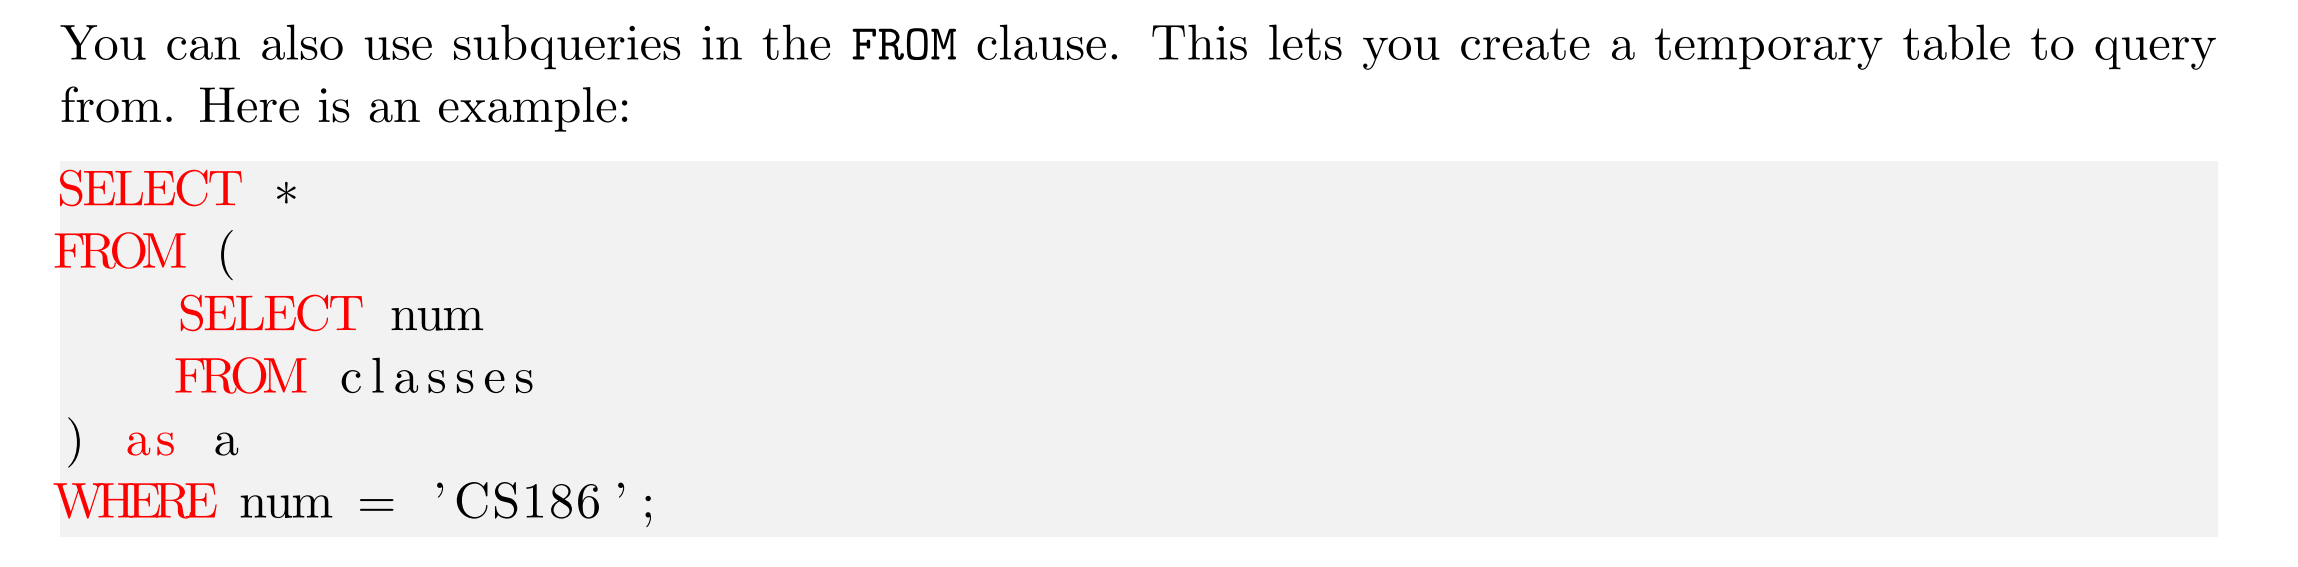 You can also use subqueries in the FROM clause. This lets you create a temporary table to query
from. Here is an example:
SELECT *
FROM (
    SELECT num
    FROM classes
) as a
WHERE num = 'CS186';